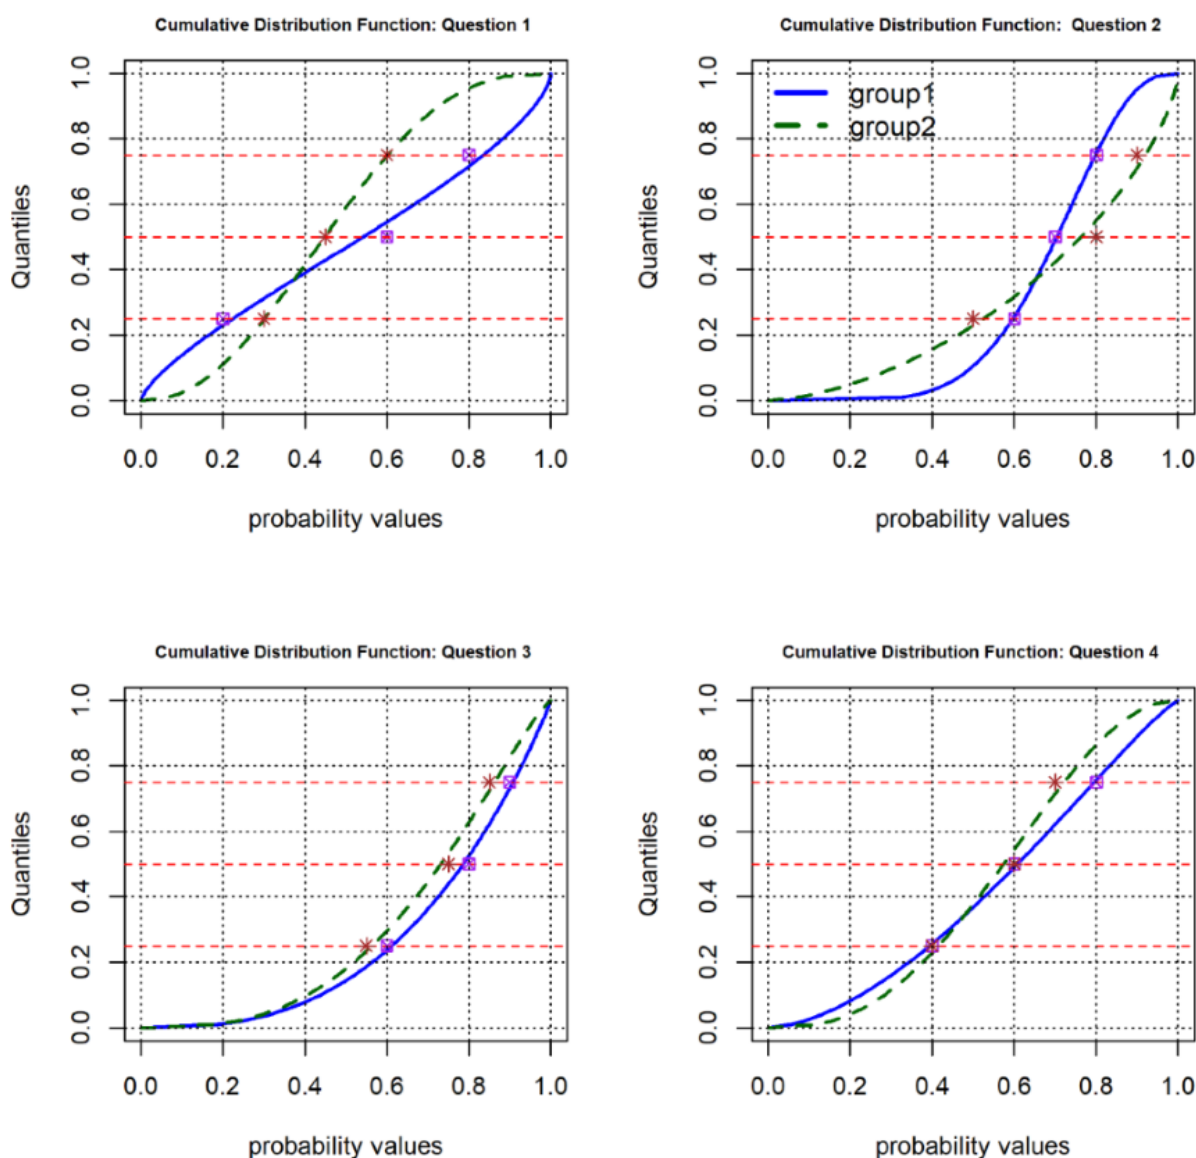 Cumulative Distribution Function: Question 1
Quantiles
1.0
0.8
0.6
0.4
0.2
0.0
0.0 0.2 0.4 0.6 0.8 1.0
probability values
Cumulative Distribution Function:  Question 2
group1
group2
Quantiles
1.0
0.8
0.6
0.4
0.2
0.0
0.0 0.2 0.4 0.6 0.8 1.0
probability values
Cumulative Distribution Function: Question 3
Quantiles
1.0
0.8
0.6
0.4
0.2
0.0
0.0 0.2 0.4 0.6 0.8 1.0
probability values
Cumulative Distribution Function: Question 4
Quantiles
1.0
0.8
0.6
0.4
0.2
0.0
0.0 0.2 0.4 0.6 0.8 1.0
probability values